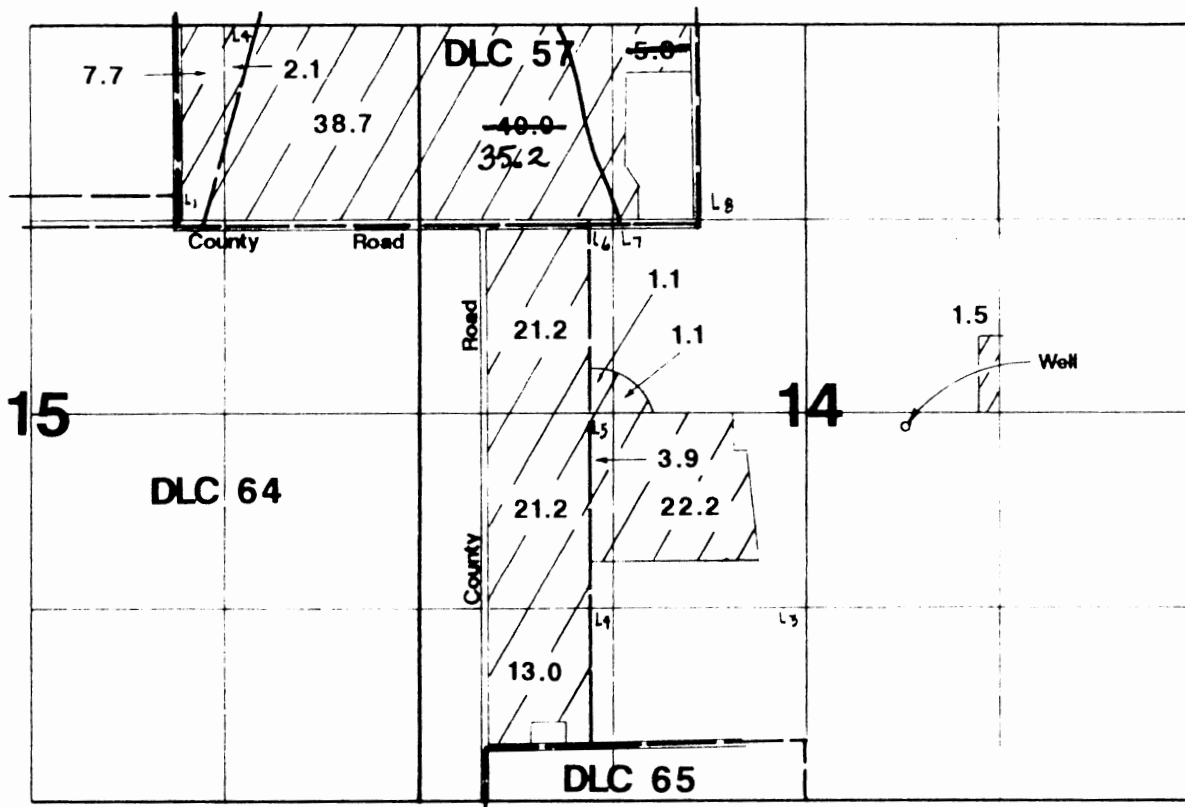 L4
DLC 57
5.0
7.7
2.1
38.7
40.0
35.2
L1
L8
County Road
L6
L7
1.1
Road
21.2
1.1
1.5
Well
15
14
L5
3.9
DLC 64
21.2
22.2
County
L9
L3
13.0
DLC 65